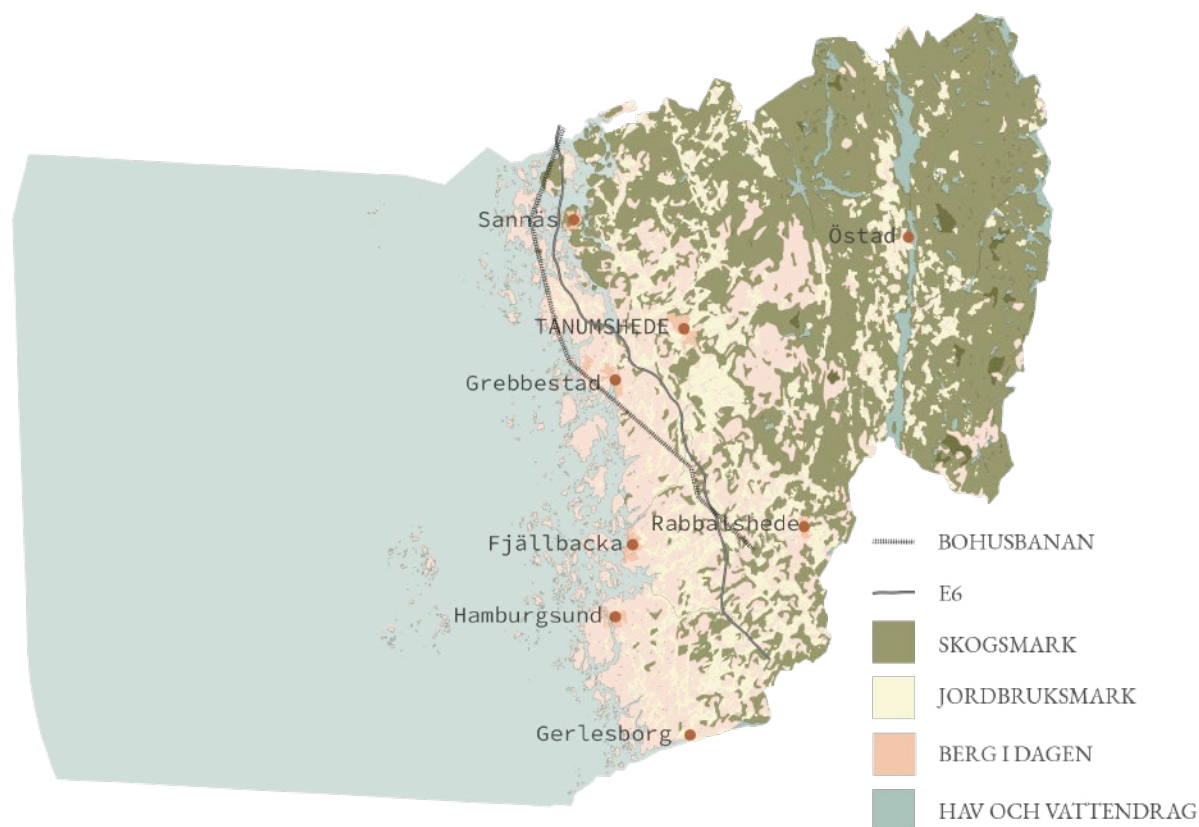 Sannäs
Östad
TANUMSHEDE
Grebbestad
Rabbalshede
Fjällbacka
Hamburgsund
Gerlesborg
BOHUSBANAN
E6
SKOGSMARK
JORDBRUKSMARK
BERG I DAGEN
HAV OCH VATTENDRAG